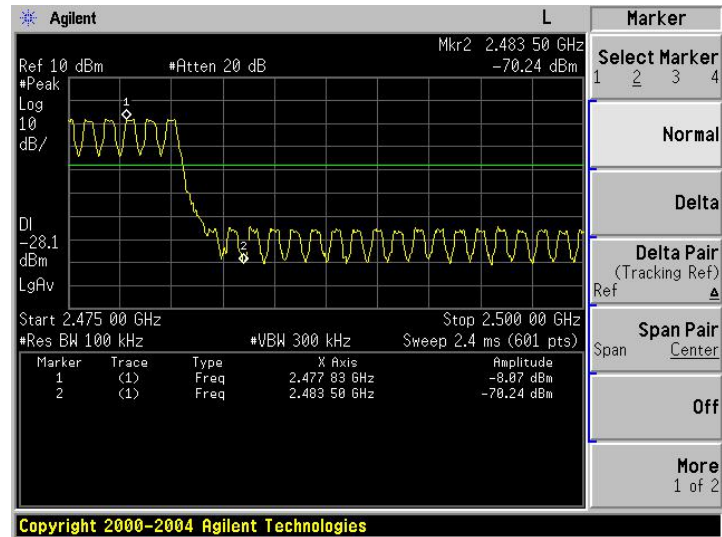 Agilent L Marker
Mkr2 2.483 50 GHz
Ref 10 dBm #Atten 20 dB -70.24 dBm
Select Marker
1 2 3 4
#Peak
Log
10
dB/
1
Normal
Delta
DI
-28.1
dBm
2
Delta Pair
(Tracking Ref)
Ref Δ
LgAv
Start 2.475 00 GHz Stop 2.500 00 GHz
#Res BW 100 kHz #VBW 300 kHz Sweep 2.4 ms (601 pts)
Span Pair
Span Center
Marker Trace Type X Axis Amplitude
1 (1) Freq 2.477 83 GHz -8.07 dBm
2 (1) Freq 2.483 50 GHz -70.24 dBm
Off
More
1 of 2
Copyright 2000-2004 Agilent Technologies